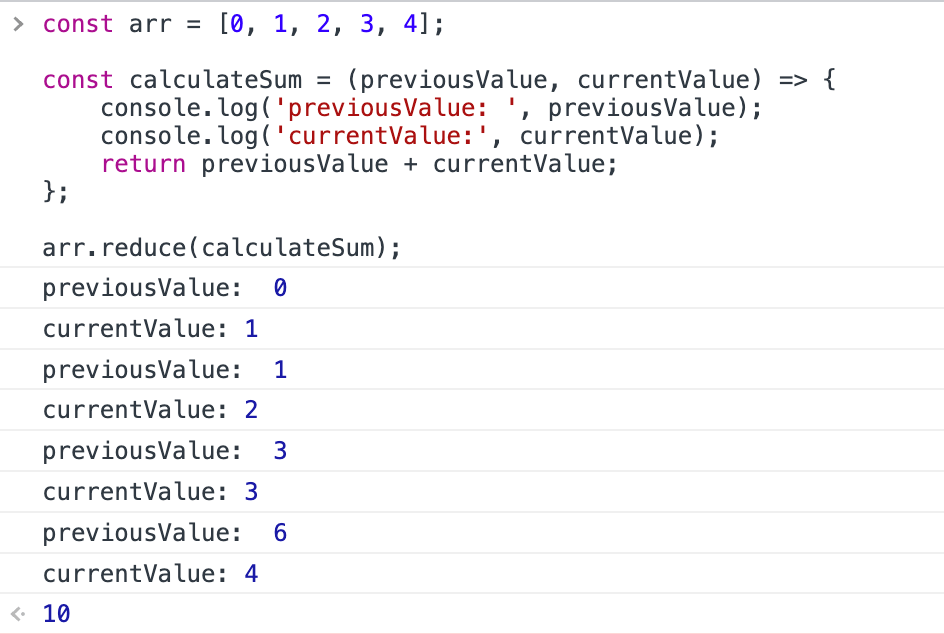 > const arr = [0, 1, 2, 3, 4];

const calculateSum = (previousValue, currentValue) => {
    console.log('previousValue: ', previousValue);
    console.log('currentValue:', currentValue);
    return previousValue + currentValue;
};

arr.reduce(calculateSum);
previousValue:  0
currentValue: 1
previousValue:  1
currentValue: 2
previousValue:  3
currentValue: 3
previousValue:  6
currentValue: 4
10